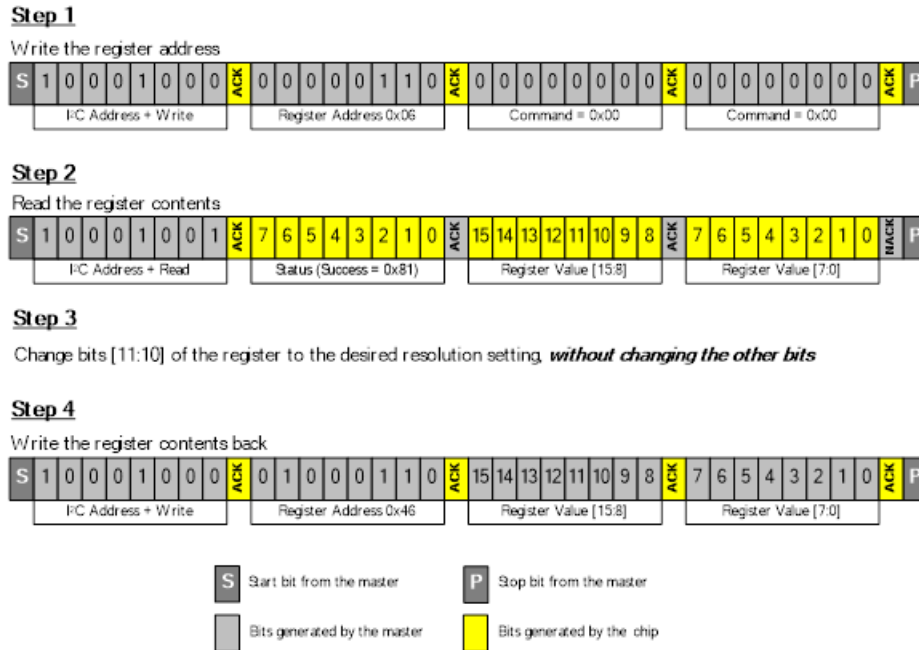 Step 1
Write the register address
S 1 0 0 0 1 0 0 0 ACK 0 0 0 0 0 1 1 0 ACK 0 0 0 0 0 0 0 0 ACK 0 0 0 0 0 0 0 0 ACK P
I²C Address + Write Register Address 0x06 Command = 0x00 Command = 0x00
Step 2
Read the register contents
S 1 0 0 0 1 0 0 1 ACK 7 6 5 4 3 2 1 0 ACK 15 14 13 12 11 10 9 8 ACK 7 6 5 4 3 2 1 0 NACK P
I²C Address + Read Status (Success = 0x81) Register Value [15:8] Register Value [7:0]
Step 3
Change bits [11:10] of the register to the desired resolution setting, without changing the other bits
Step 4
Write the register contents back
S 1 0 0 0 1 0 0 0 ACK 0 1 0 0 0 1 1 0 ACK 15 14 13 12 11 10 9 8 ACK 7 6 5 4 3 2 1 0 ACK P
I²C Address + Write Register Address 0x46 Register Value [15:8] Register Value [7:0]
S Start bit from the master P Stop bit from the master
Bits generated by the master Bits generated by the chip